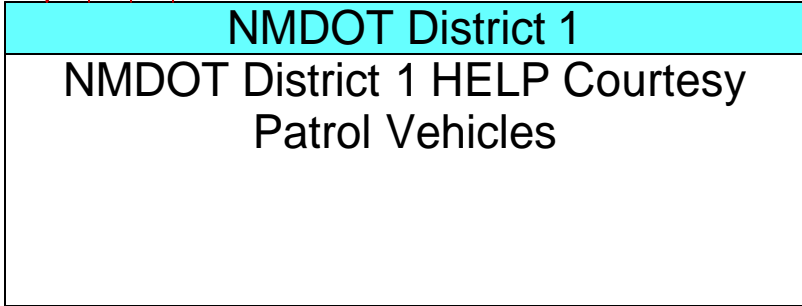 NMDOT District 1
NMDOT District 1 HELP Courtesy
Patrol Vehicles